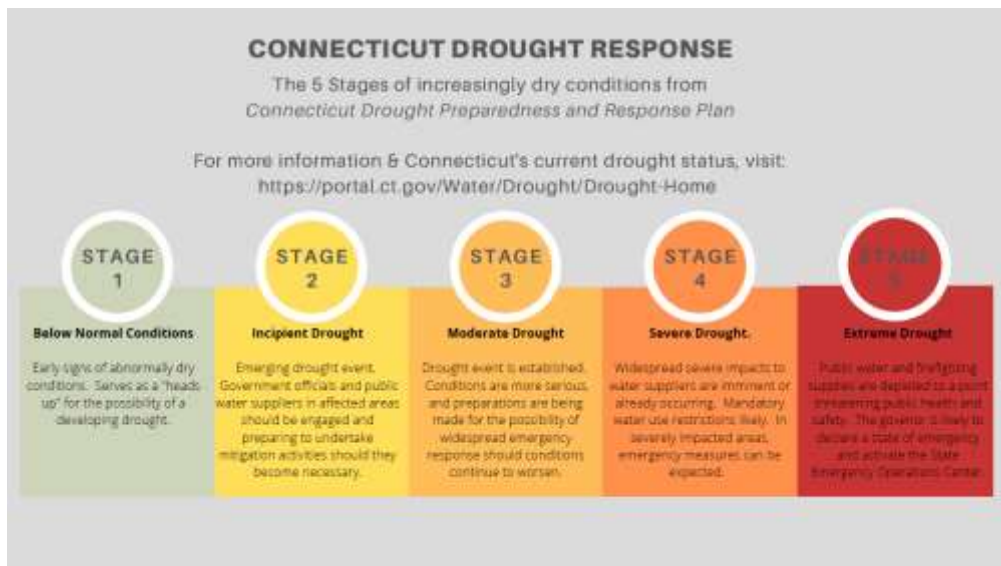 CONNECTICUT DROUGHT RESPONSE
The 5 Stages of increasingly dry conditions from
Connecticut Drought Preparedness and Response Plan
For more information & Connecticut's current drought status, visit:
https://portal.ct.gov/Water/Drought/Drought-Home
STAGE
1
Below Normal Conditions
Early signs of abnormally dry
conditions. Serves as a "heads
up" for the possibility of a
developing drought.
STAGE
2
Incipient Drought
Emerging drought event.
Government officials and public
water suppliers in affected areas
should be engaged and
preparing to undertake
mitigation activities should they
become necessary.
STAGE
3
Moderate Drought
Drought event is established.
Conditions are more serious,
and preparations are being
made for the possibility of
widespread emergency
response should conditions
continue to worsen.
STAGE
4
Severe Drought.
Widespread severe impacts to
water suppliers are imminent or
already occurring. Mandatory
water use restrictions likely. In
severely impacted areas,
emergency measures can be
expected.
STAGE
5
Extreme Drought
Public water and firefighting
supplies are depleted to a point
threatening public health and
safety. The governor is likely to
declare a state of emergency
and activate the State
Emergency Operations Center.